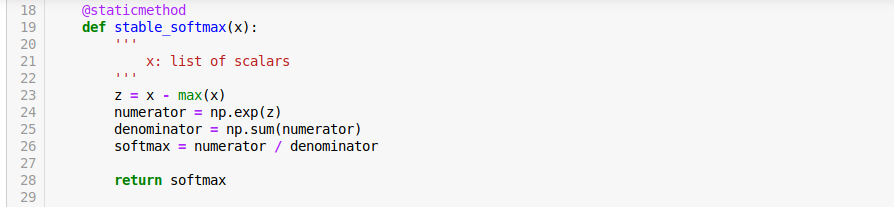 18 @staticmethod
19 def stable_softmax(x):
20 '''
21 x: list of scalars
22 '''
23 z = x - max(x)
24 numerator = np.exp(z)
25 denominator = np.sum(numerator)
26 softmax = numerator / denominator
27
28 return softmax
29